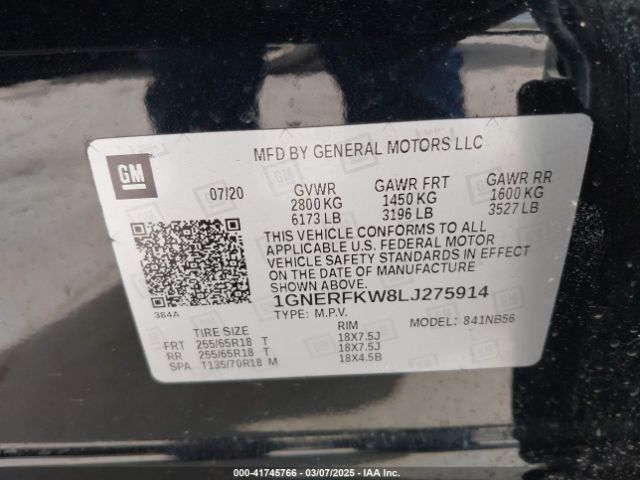 MFD BY GENERAL MOTORS LLC
GM
07/20 GVWR GAWR FRT GAWR RR
2800 KG 1450 KG 1600 KG
6173 LB 3196 LB 3527 LB
THIS VEHICLE CONFORMS TO ALL
APPLICABLE U.S. FEDERAL MOTOR
VEHICLE SAFETY STANDARDS IN EFFECT
ON THE DATE OF MANUFACTURE
SHOWN ABOVE.
1GNERFKW8LJ275914
384A
TYPE: M.P.V. MODEL: 841NB56
TIRE SIZE RIM
FRT 255/65R18 T 18X7.5J
RR 255/65R18 T 18X7.5J
SPA T135/70R18 M 18X4.5B
000-41745766 — 03/07/2025 — IAA Inc.